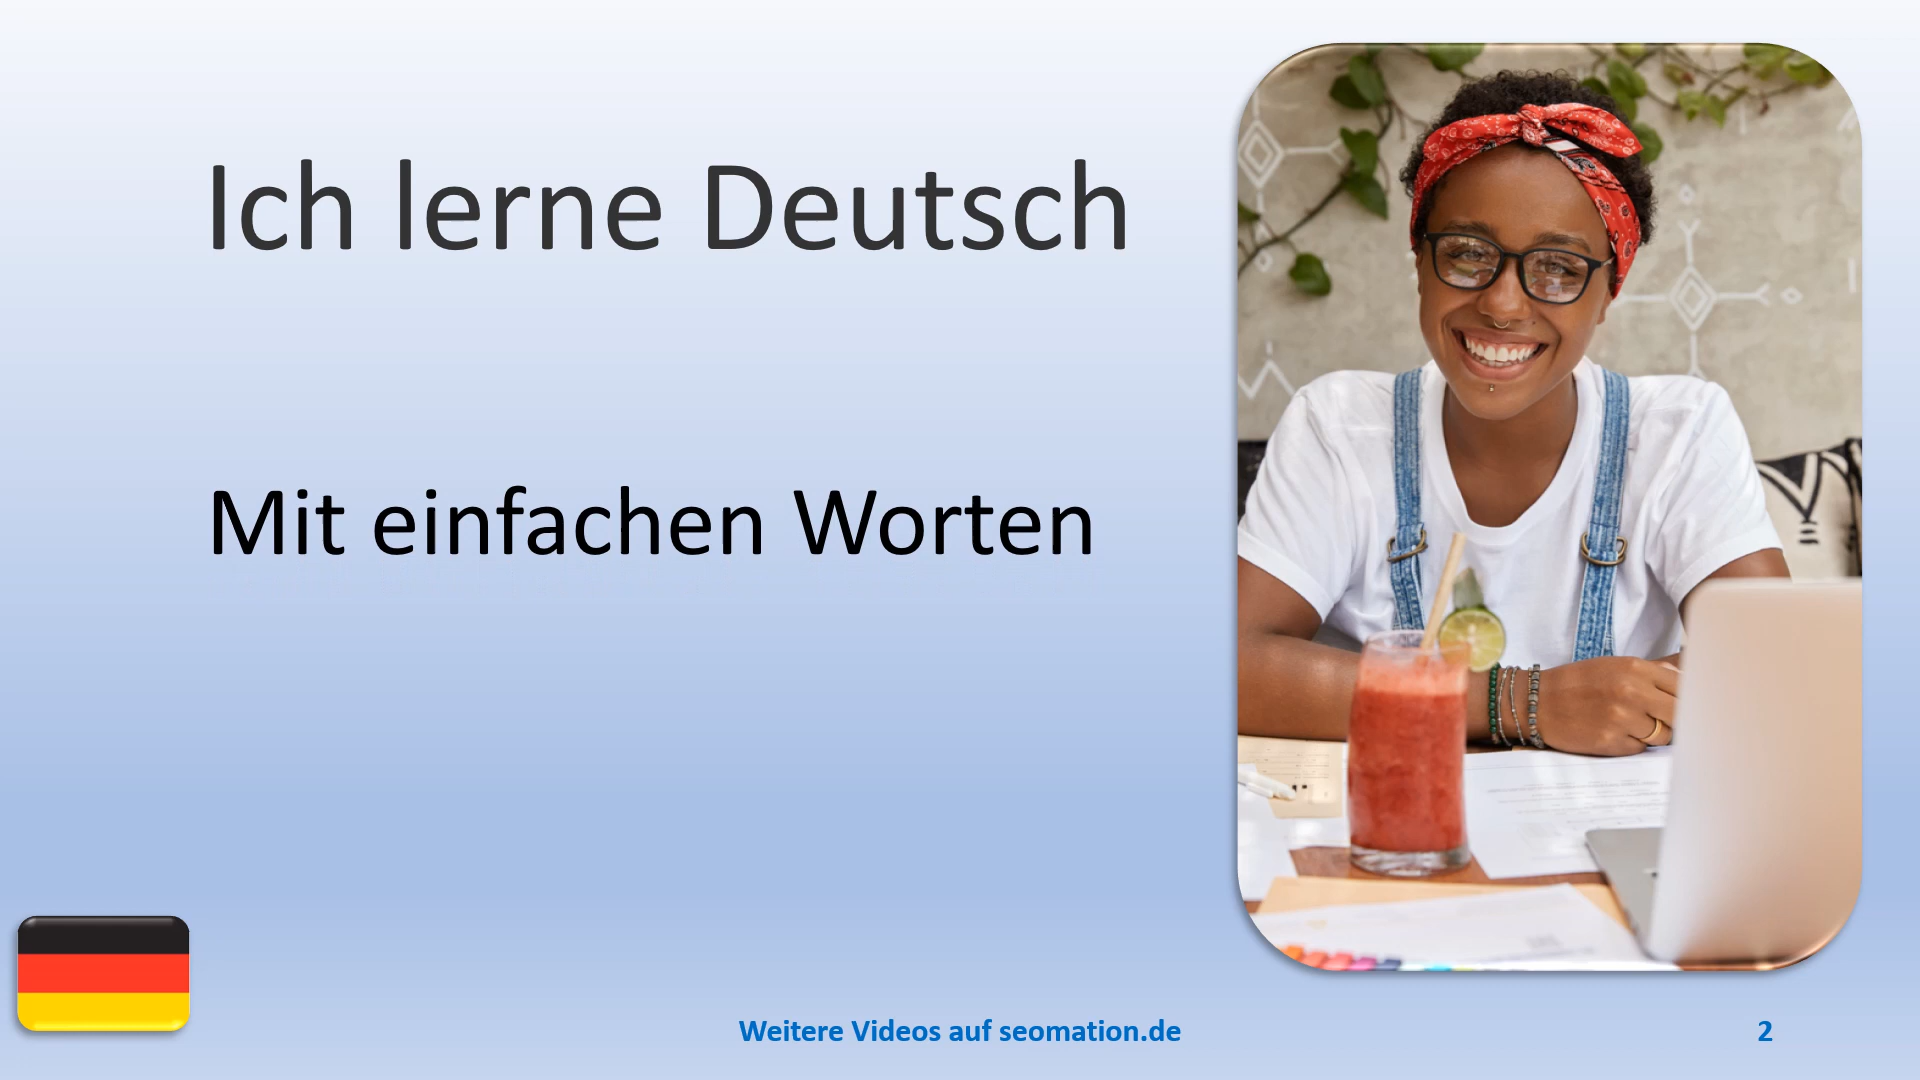 Ich lerne Deutsch
Mit einfachen Worten
Weitere Videos auf seomation.de
2